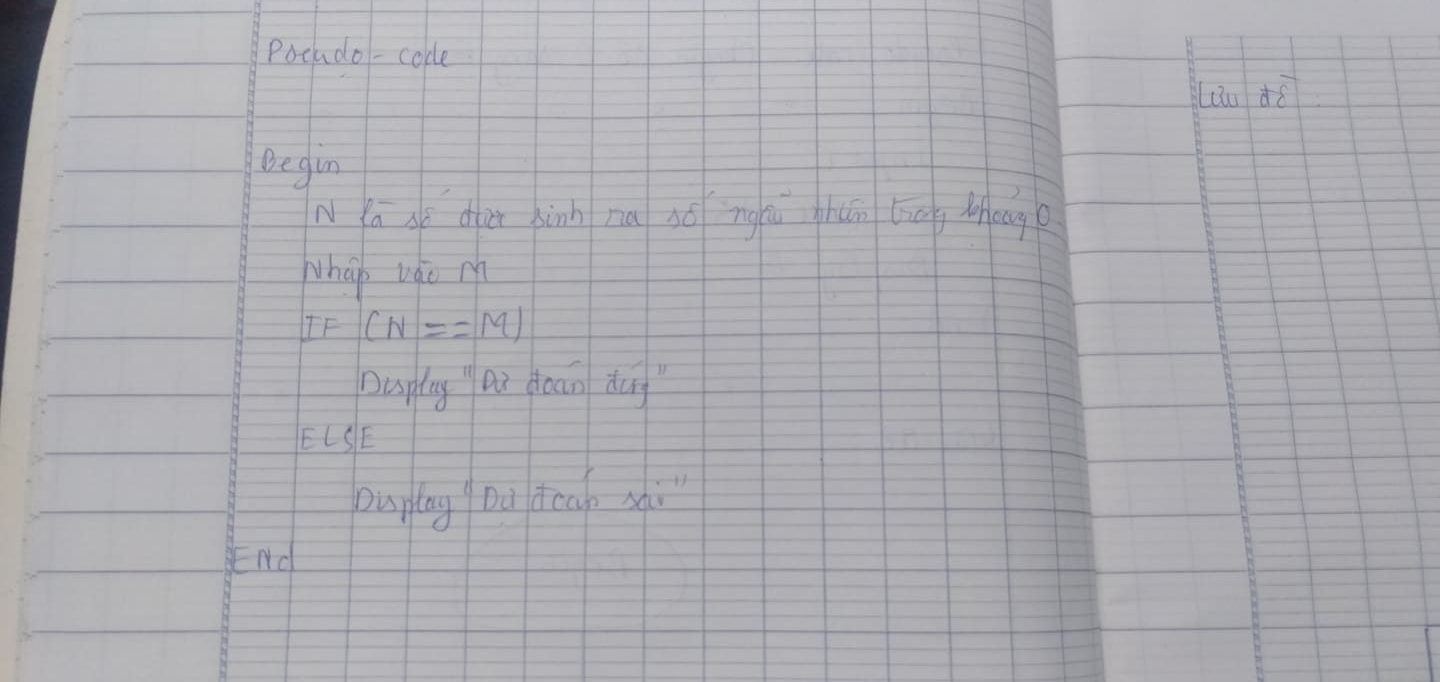 Pseudo - code
Lưu đồ
Begin
N là số được sinh ra số ngẫu nhiên trong khoảng 0
Nhập vào M
IF (N == M)
Display "Dự đoán đúng"
ELSE
Display "Dự đoán sai"
ENd